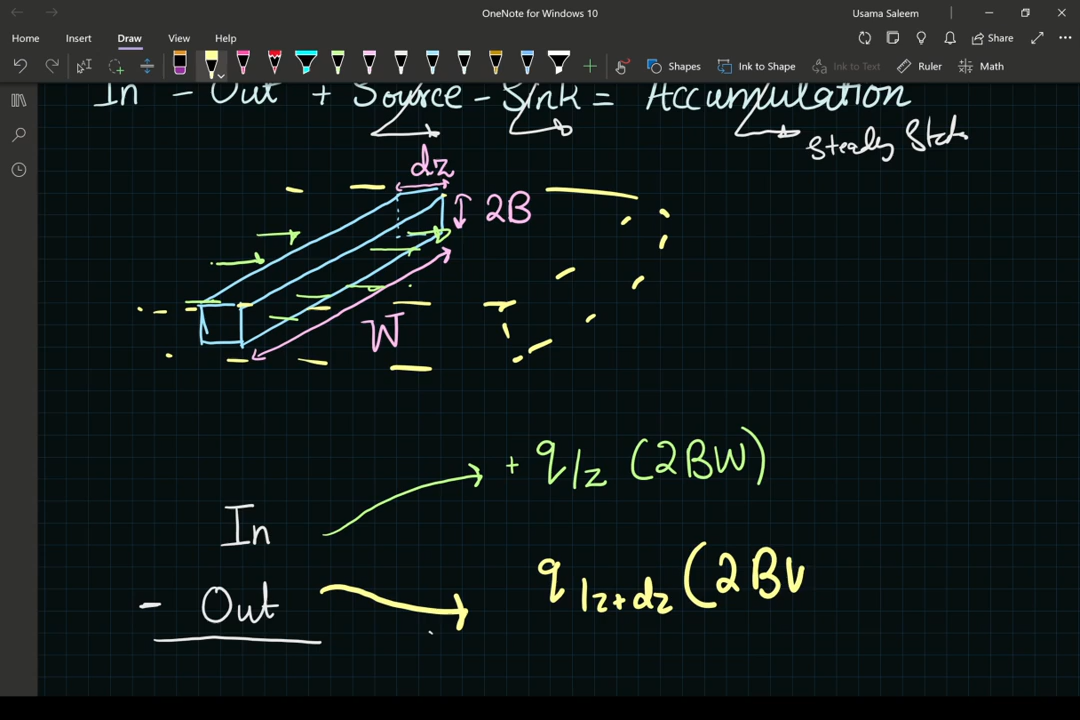 OneNote for Windows 10
Usama Saleem
Home Insert Draw View Help
Share
Shapes Ink to Shape Ink to Text Ruler Math
In - Out + Source - Sink = Accumulation
Steady State
dz
2B
W
+ q|z (2BW)
In
q|z+dz (2BW
- Out